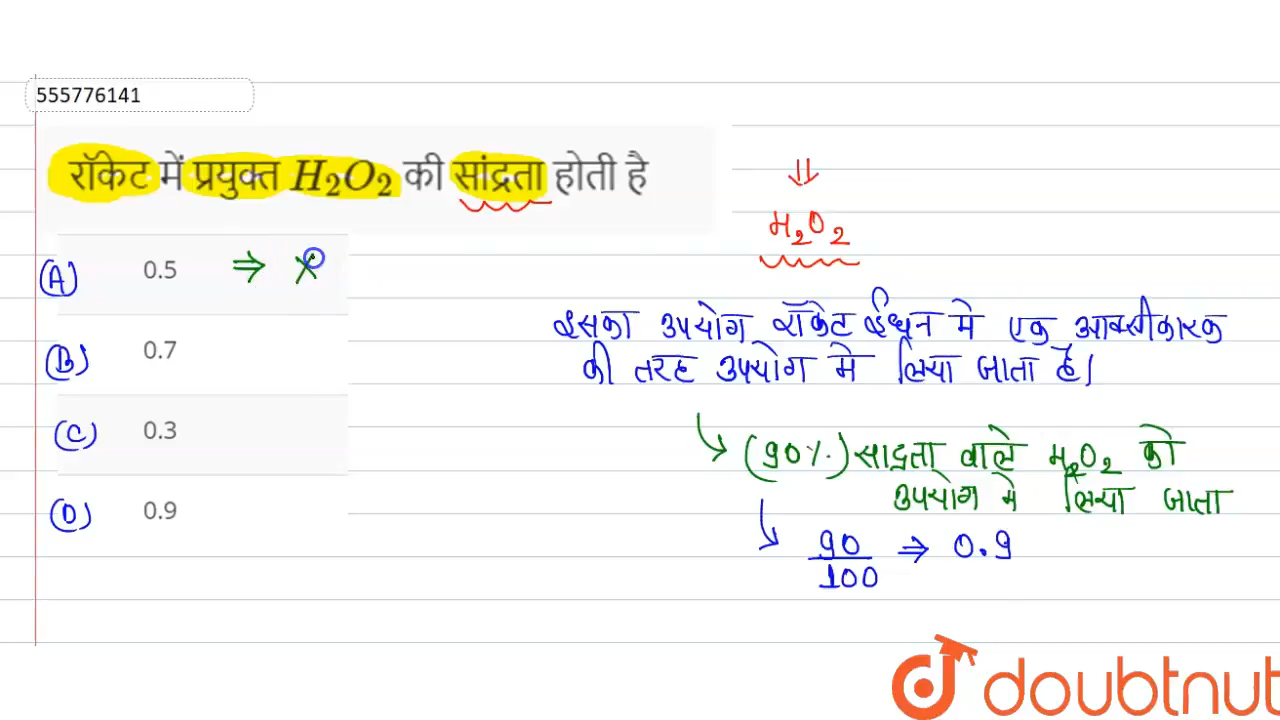 555776141
रॉकेट में प्रयुक्त H₂O₂ की सांद्रता होती है
⇓
H₂O₂
(A) 0.5 ⇒ ×
(B) 0.7
(C) 0.3
(D) 0.9
इसका उपयोग रॉकेट ईंधन मे एक आक्सीकारक
की तरह उपयोग मे लिया जाता है।
(90%.) साद्रता वाले H₂O₂ को
उपयोग मे लिया जाता
90/100 ⇒ 0.9
doubtnut